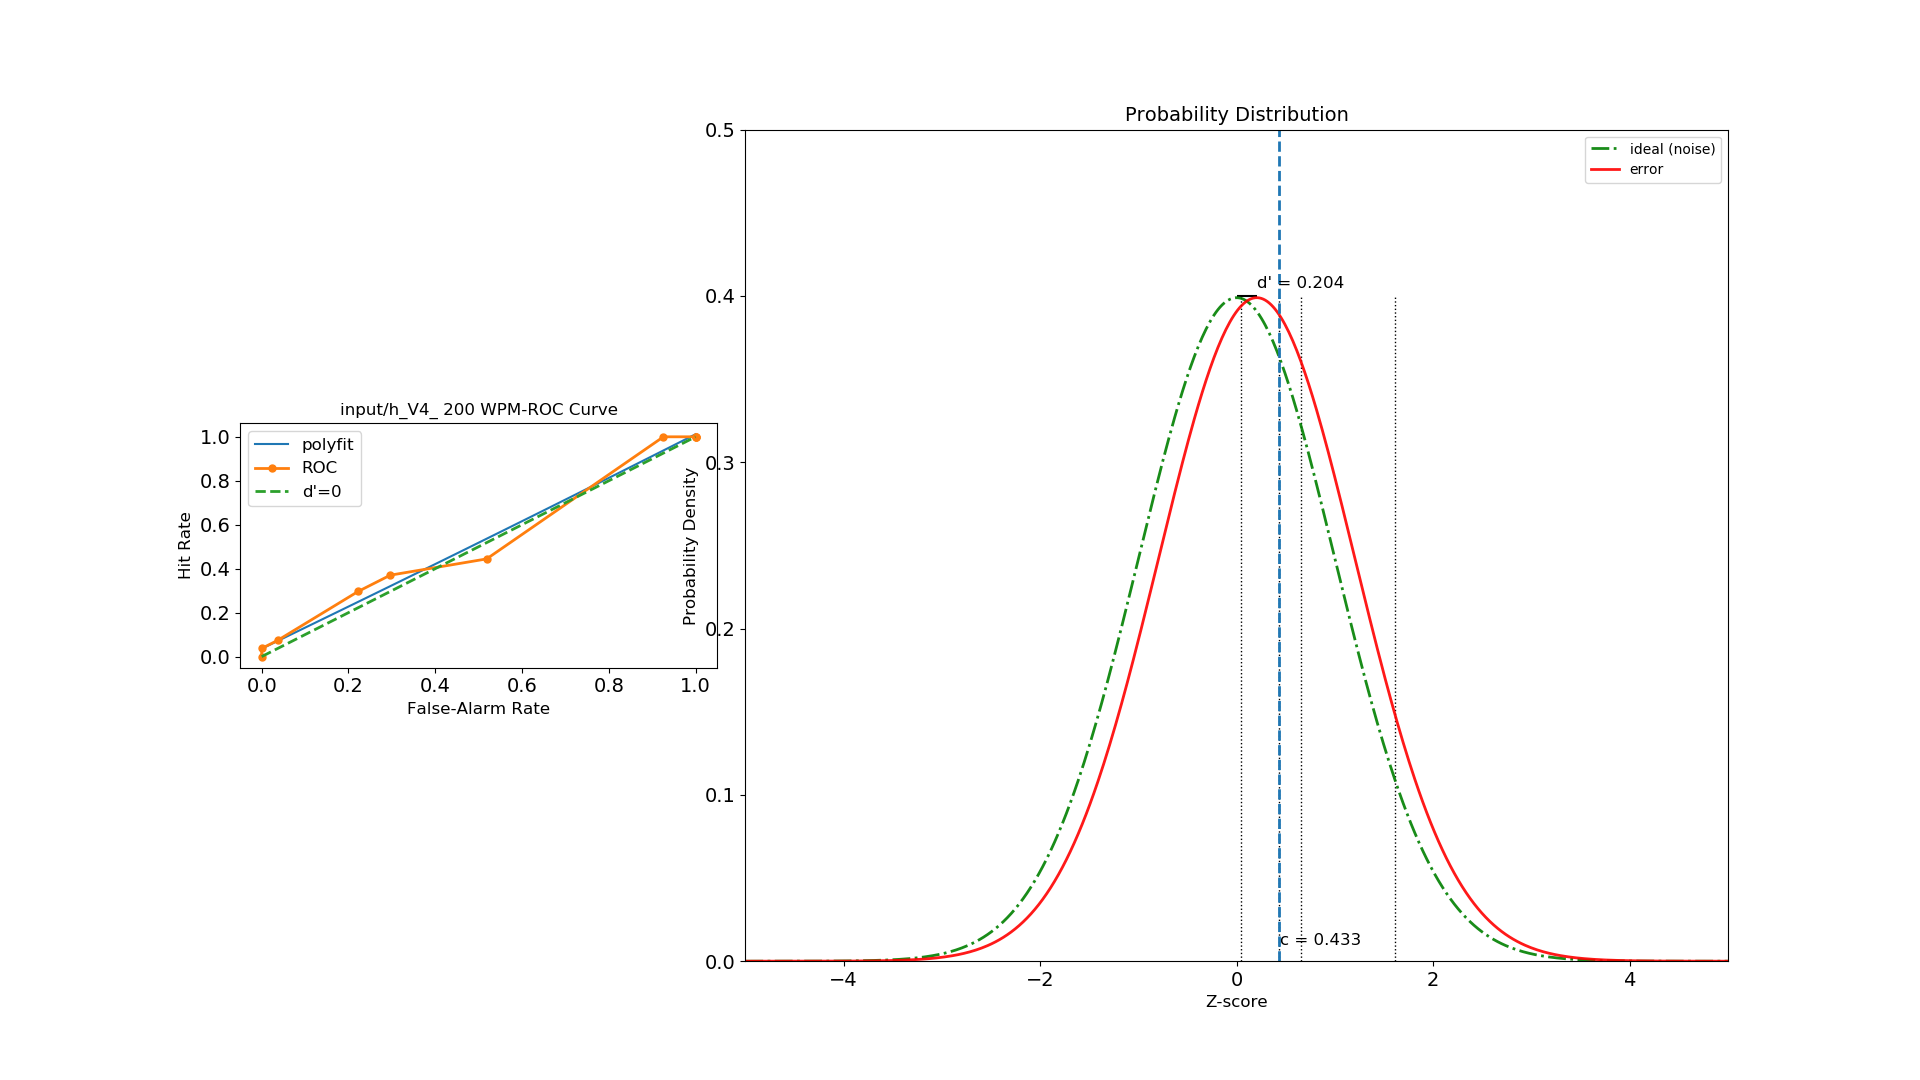 input/h_V4_ 200 WPM-ROC Curve
polyfit
ROC
d'=0
Hit Rate
1.0
0.8
0.6
0.4
0.2
0.0
0.0 0.2 0.4 0.6 0.8 1.0
False-Alarm Rate
Probability Distribution
ideal (noise)
error
Probability Density
0.5
0.4
0.3
0.2
0.1
0.0
d' = 0.204
c = 0.433
−4 −2 0 2 4
Z-score